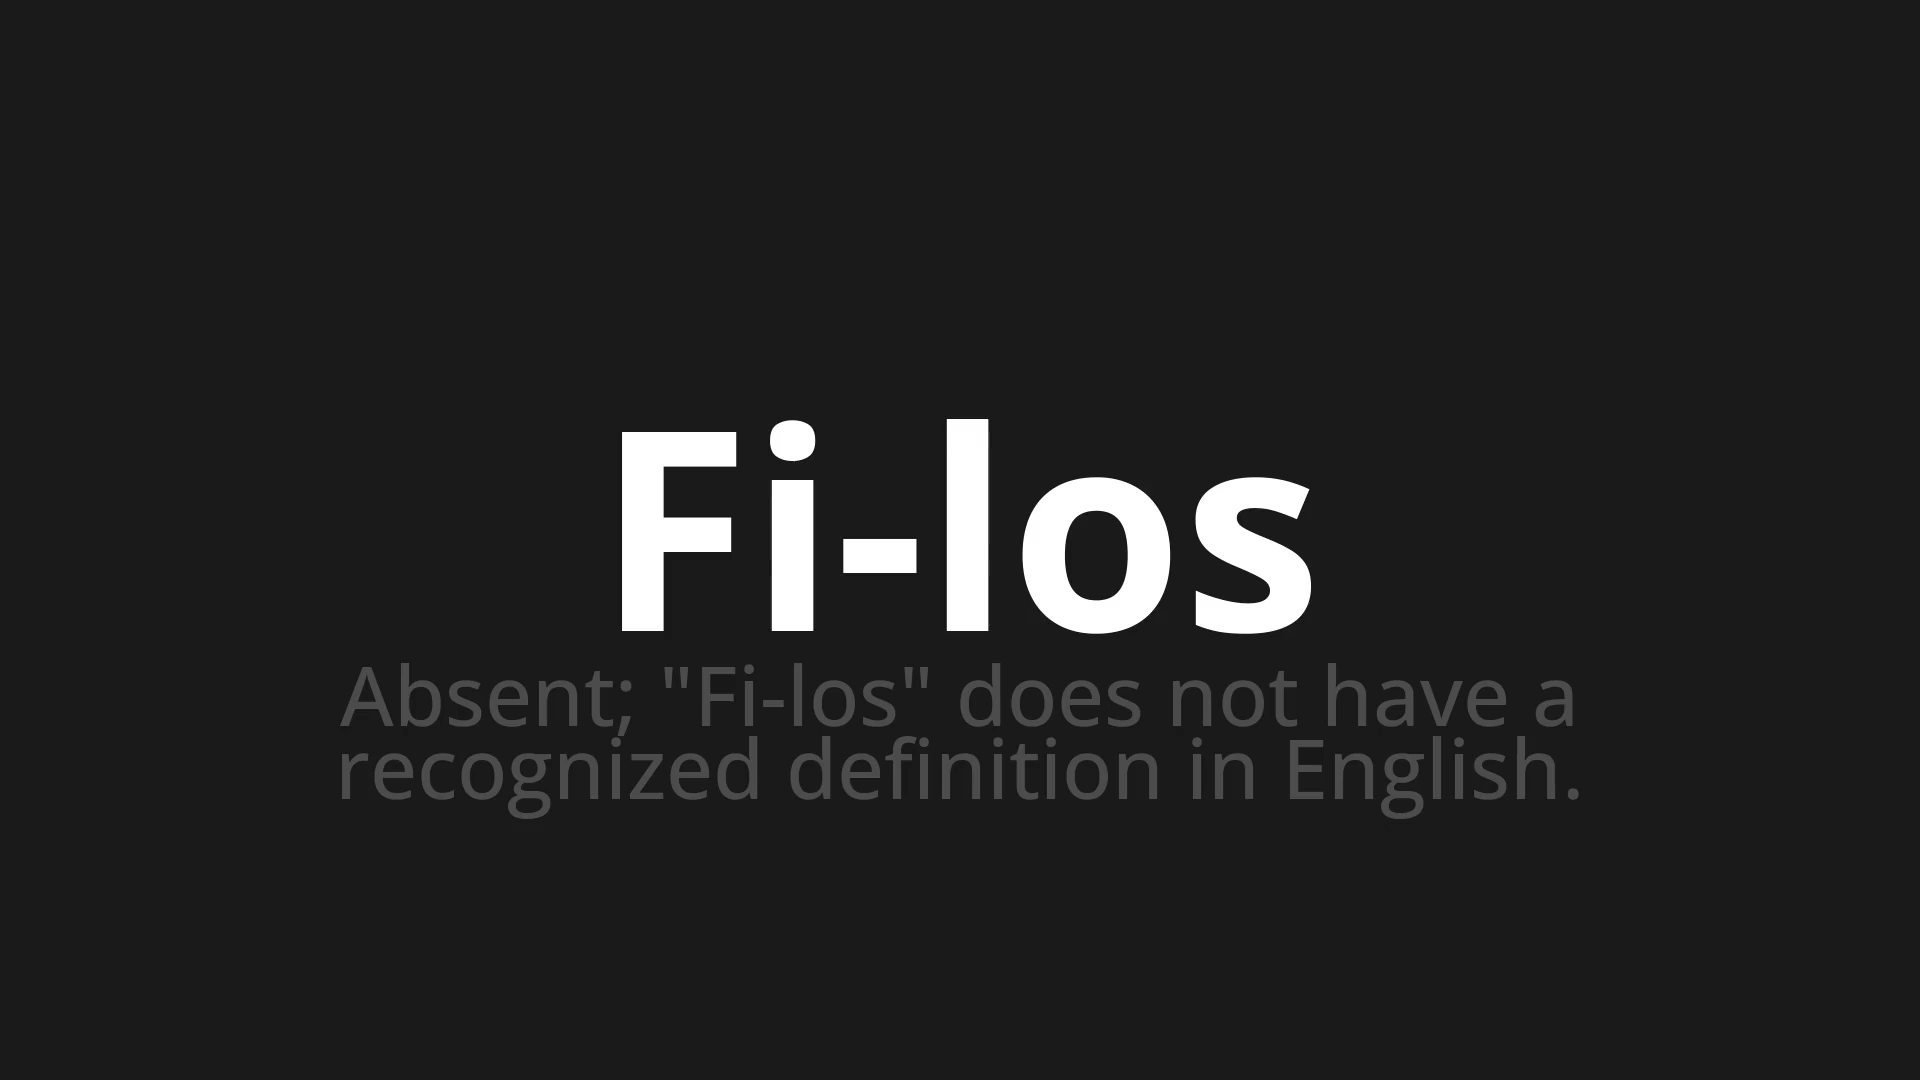 Fi-los
Absent; "Fi-los" does not have a
recognized definition in English.